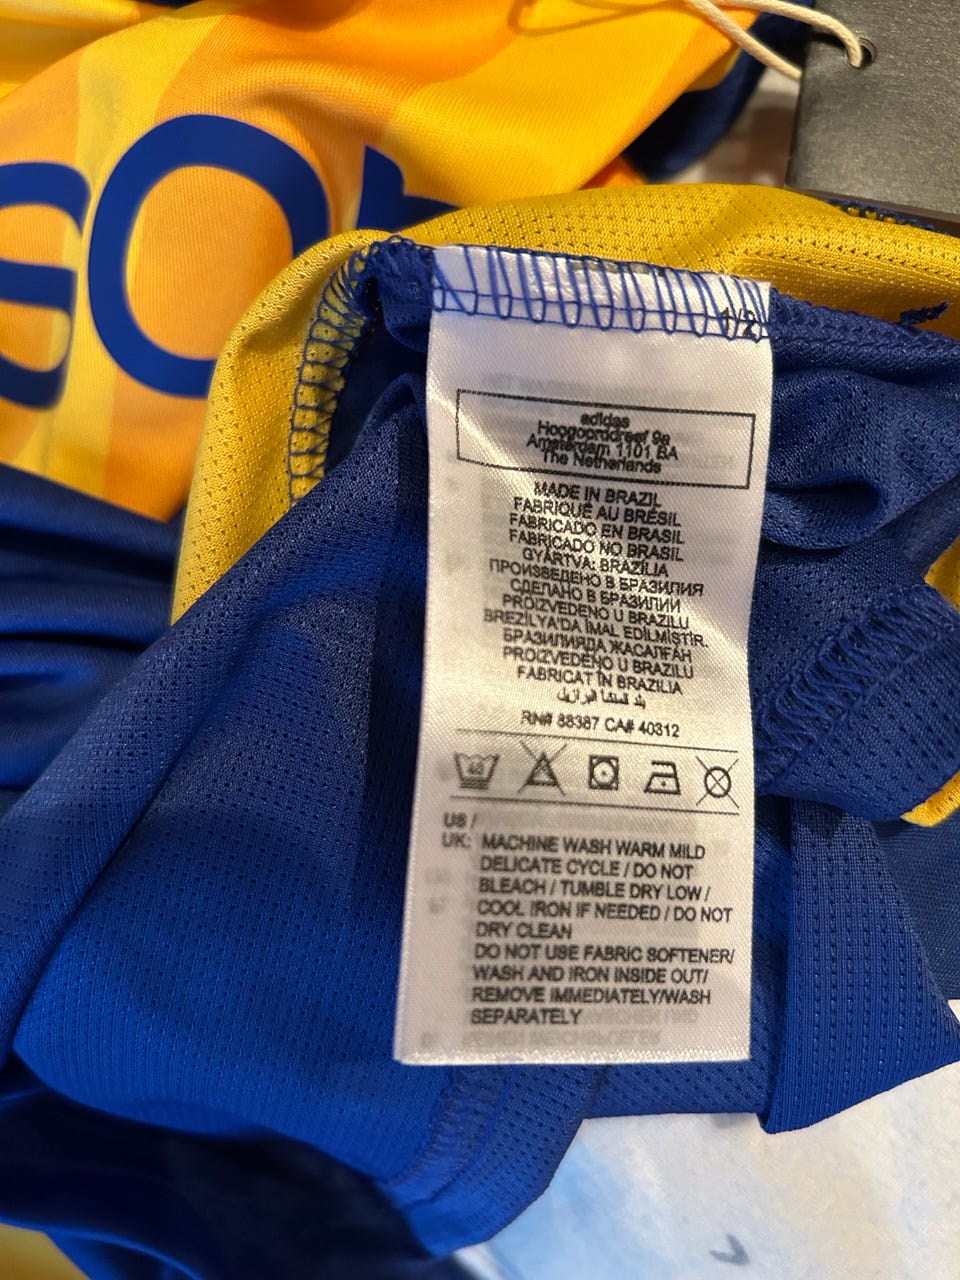 so
1/2
adidas
Hoogoorddreef 9a
Amsterdam 1101 BA
The Netherlands
MADE IN BRAZIL
FABRIQUÉ AU BRÉSIL
FABRICADO EN BRASIL
FABRICADO NO BRASIL
GYÁRTVA: BRAZÍLIA
ПРОИЗВЕДЕНО В БРАЗИЛИЯ
СДЕЛАНО В БРАЗИЛИИ
PROIZVEDENO U BRAZILU
BREZİLYA'DA İMAL EDİLMİŞTİR.
БРАЗИЛИЯДА ЖАСАЛҒАН
PROIZVEDENO U BRAZILU
FABRICAT ÎN BRAZILIA
RN# 88387 CA# 40312
40
US /
UK: MACHINE WASH WARM MILD
DELICATE CYCLE / DO NOT
BLEACH / TUMBLE DRY LOW /
COOL IRON IF NEEDED / DO NOT
DRY CLEAN
DO NOT USE FABRIC SOFTENER/
WASH AND IRON INSIDE OUT/
REMOVE IMMEDIATELY/WASH
SEPARATELY